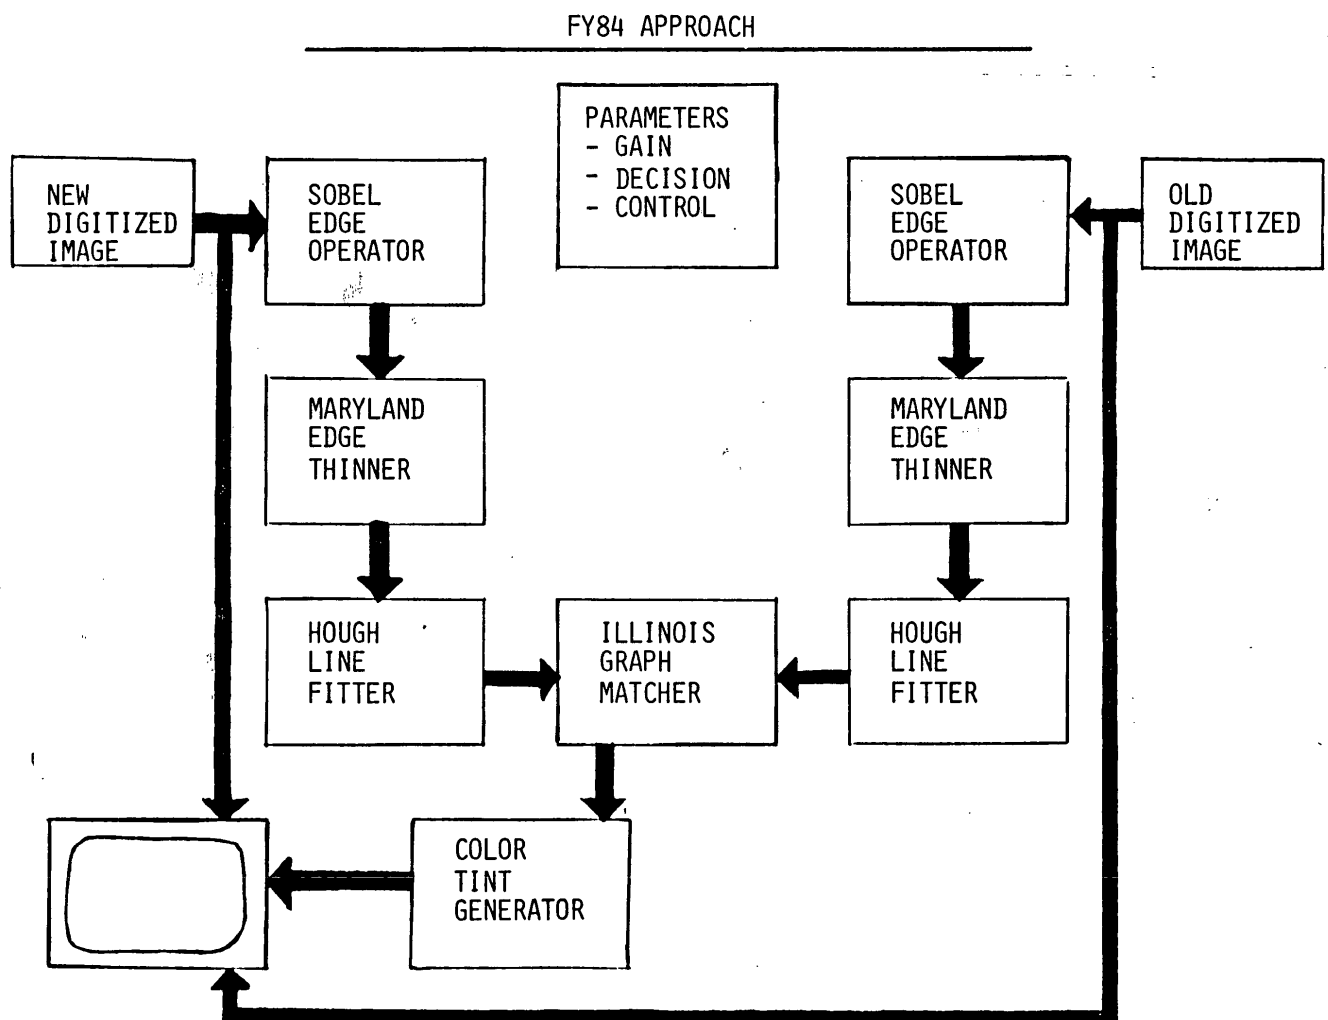 FY84 APPROACH
PARAMETERS
- GAIN
- DECISION
- CONTROL
NEW
DIGITIZED
IMAGE
SOBEL
EDGE
OPERATOR
SOBEL
EDGE
OPERATOR
OLD
DIGITIZED
IMAGE
MARYLAND
EDGE
THINNER
MARYLAND
EDGE
THINNER
HOUGH
LINE
FITTER
ILLINOIS
GRAPH
MATCHER
HOUGH
LINE
FITTER
COLOR
TINT
GENERATOR